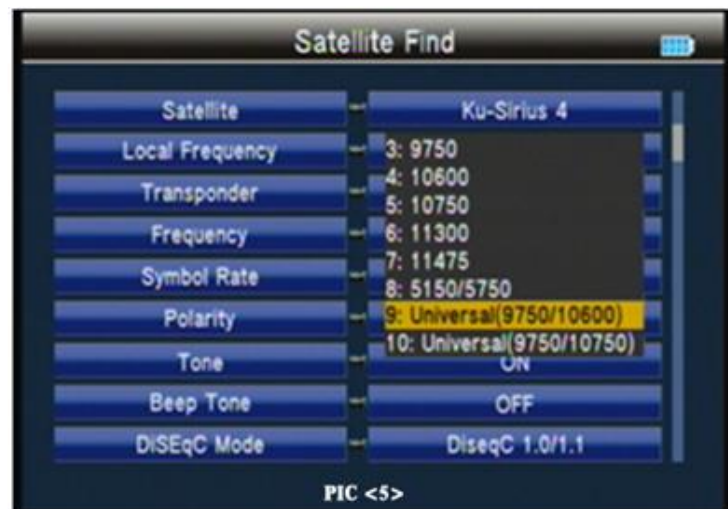 Satellite Find
Satellite
Ku-Sirius 4
Local Frequency
3: 9750
4: 10600
Transponder
5: 10750
Frequency
6: 11300
7: 11475
Symbol Rate
8: 5150/5750
Polarity
9: Universal(9750/10600)
10: Universal(9750/10750)
Tone
ON
Beep Tone
OFF
DiSEqC Mode
DiseqC 1.0/1.1
PIC <5>